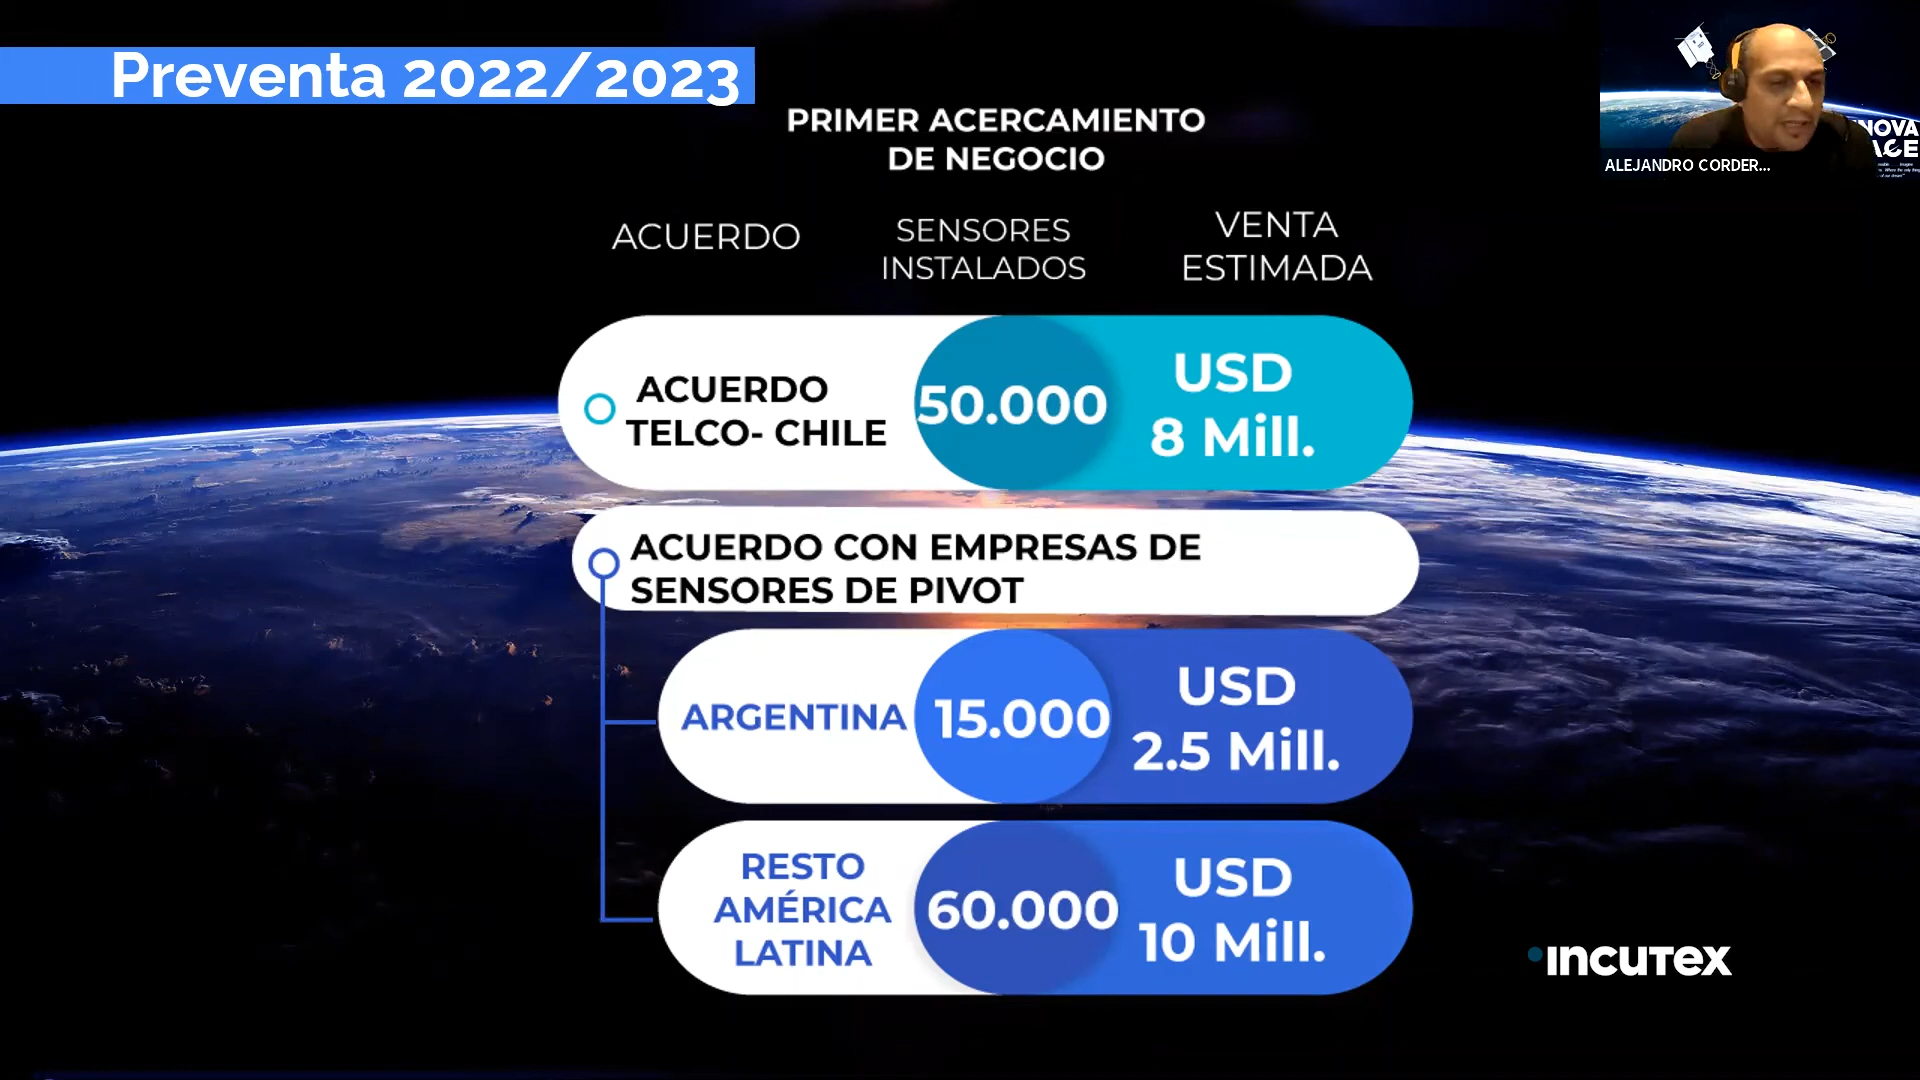 Preventa 2022/2023
PRIMER ACERCAMIENTO
DE NEGOCIO
ACUERDO
SENSORES
INSTALADOS
VENTA
ESTIMADA
ACUERDO
TELCO- CHILE
50.000
USD
8 Mill.
ACUERDO CON EMPRESAS DE
SENSORES DE PIVOT
ARGENTINA
15.000
USD
2.5 Mill.
RESTO
AMÉRICA
LATINA
60.000
USD
10 Mill.
INCUTEX
NOVA
ACE
ALEJANDRO CORDER...